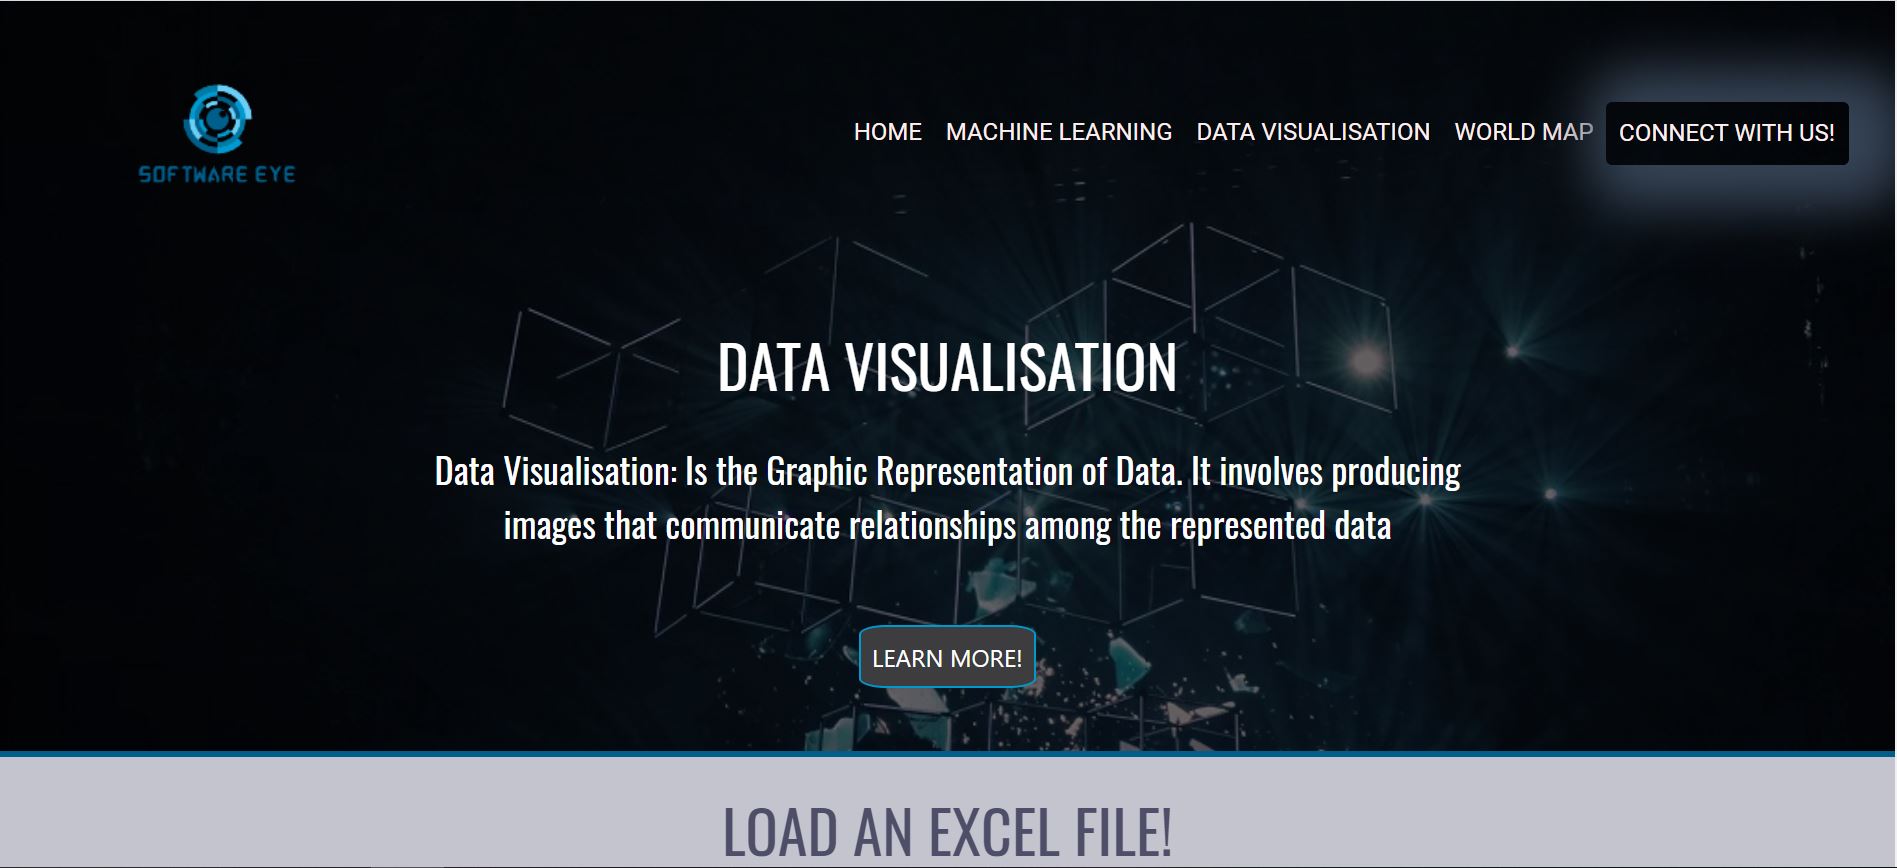 SOFTWARE EYE
HOME MACHINE LEARNING DATA VISUALISATION WORLD MAP CONNECT WITH US!
DATA VISUALISATION
Data Visualisation: Is the Graphic Representation of Data. It involves producing
images that communicate relationships among the represented data
LEARN MORE!
LOAD AN EXCEL FILE!